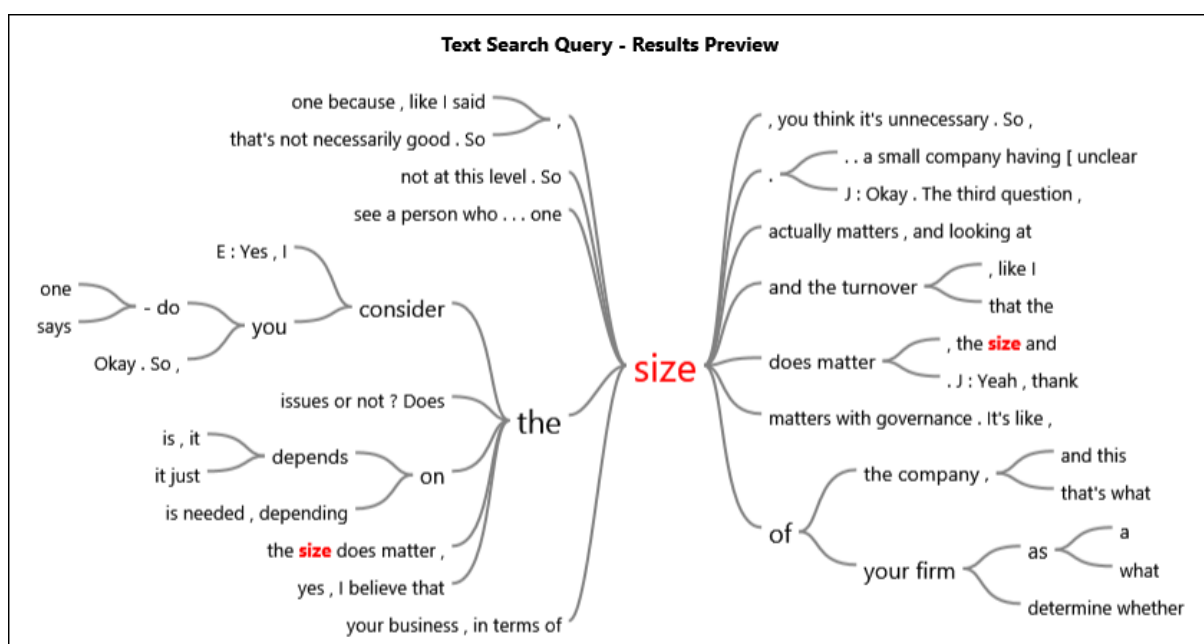 Text Search Query - Results Preview
one because , like I said
that's not necessarily good . So
,
not at this level . So
see a person who . . . one
E : Yes , I
one
says
- do
Okay . So ,
you
consider
issues or not ? Does
is , it
it just
depends
is needed , depending
on
the size does matter ,
yes , I believe that
the
your business , in terms of
size
, you think it's unnecessary . So ,
.
. . a small company having [ unclear
J : Okay . The third question ,
actually matters , and looking at
and the turnover
, like I
that the
does matter
, the size and
. J : Yeah , thank
matters with governance . It's like ,
of
the company ,
and this
that's what
your firm
as
a
what
determine whether